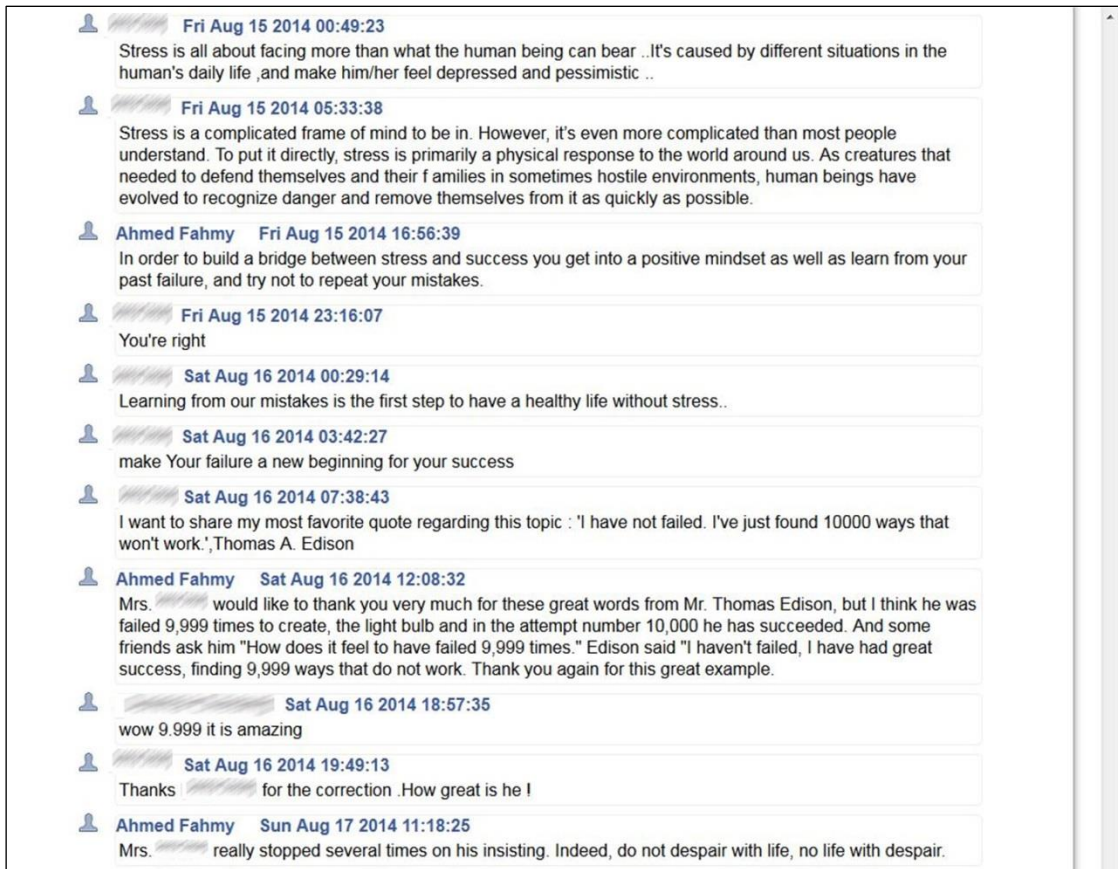 Fri Aug 15 2014 00:49:23
Stress is all about facing more than what the human being can bear ..It's caused by different situations in the
human's daily life ,and make him/her feel depressed and pessimistic ..
Fri Aug 15 2014 05:33:38
Stress is a complicated frame of mind to be in. However, it's even more complicated than most people
understand. To put it directly, stress is primarily a physical response to the world around us. As creatures that
needed to defend themselves and their f amilies in sometimes hostile environments, human beings have
evolved to recognize danger and remove themselves from it as quickly as possible.
Ahmed Fahmy Fri Aug 15 2014 16:56:39
In order to build a bridge between stress and success you get into a positive mindset as well as learn from your
past failure, and try not to repeat your mistakes.
Fri Aug 15 2014 23:16:07
You're right
Sat Aug 16 2014 00:29:14
Learning from our mistakes is the first step to have a healthy life without stress..
Sat Aug 16 2014 03:42:27
make Your failure a new beginning for your success
Sat Aug 16 2014 07:38:43
I want to share my most favorite quote regarding this topic : 'I have not failed. I've just found 10000 ways that
won't work.',Thomas A. Edison
Ahmed Fahmy Sat Aug 16 2014 12:08:32
Mrs. would like to thank you very much for these great words from Mr. Thomas Edison, but I think he was
failed 9,999 times to create, the light bulb and in the attempt number 10,000 he has succeeded. And some
friends ask him "How does it feel to have failed 9,999 times." Edison said "I haven't failed, I have had great
success, finding 9,999 ways that do not work. Thank you again for this great example.
Sat Aug 16 2014 18:57:35
wow 9.999 it is amazing
Sat Aug 16 2014 19:49:13
Thanks for the correction .How great is he !
Ahmed Fahmy Sun Aug 17 2014 11:18:25
Mrs. really stopped several times on his insisting. Indeed, do not despair with life, no life with despair.